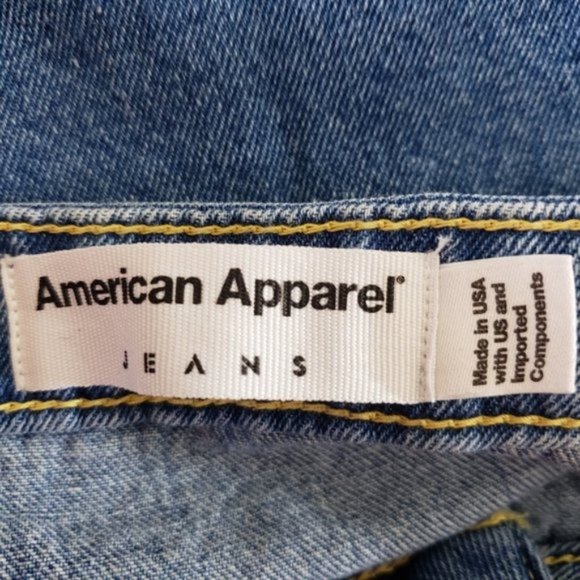 American Apparel®
JEANS
Made in USA
with US and
Imported
Components